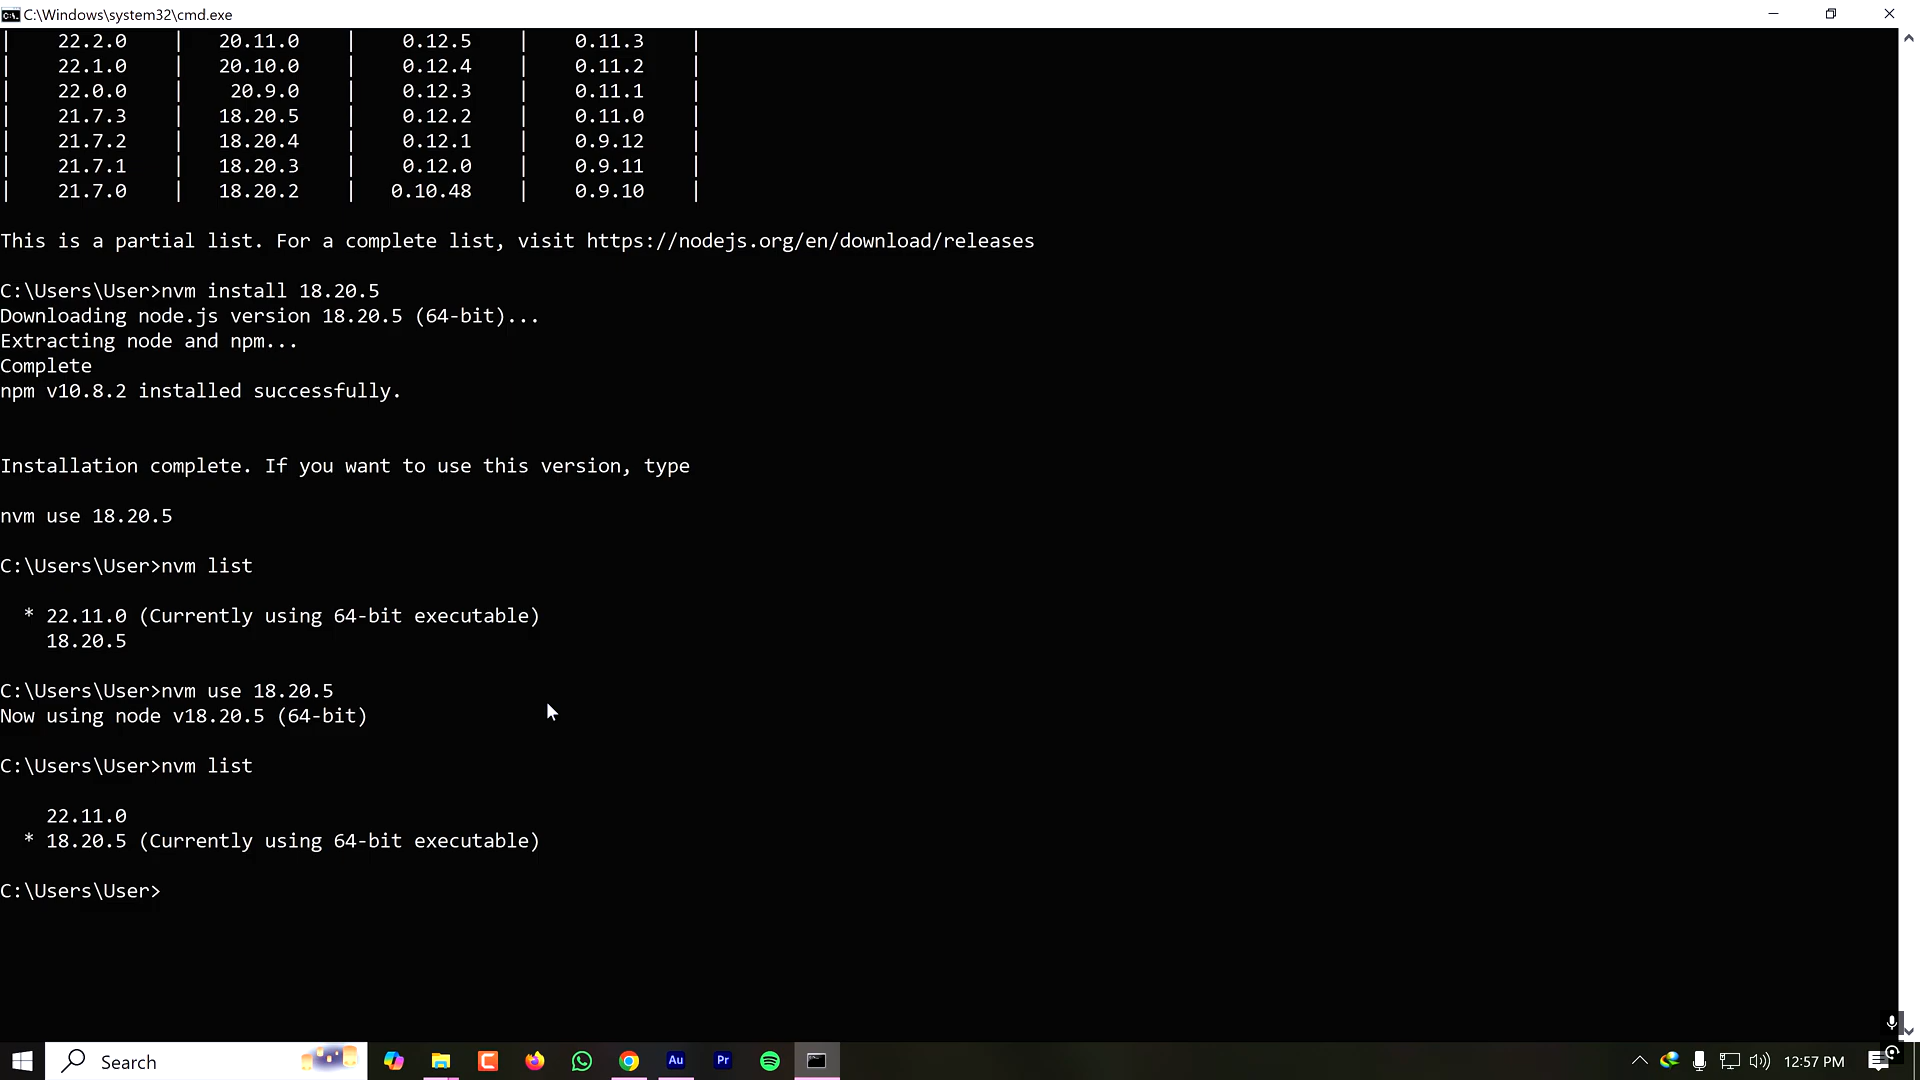 C:\Windows\system32\cmd.exe
| 22.2.0 | 20.11.0 | 0.12.5 | 0.11.3 |
| 22.1.0 | 20.10.0 | 0.12.4 | 0.11.2 |
| 22.0.0 | 20.9.0 | 0.12.3 | 0.11.1 |
| 21.7.3 | 18.20.5 | 0.12.2 | 0.11.0 |
| 21.7.2 | 18.20.4 | 0.12.1 | 0.9.12 |
| 21.7.1 | 18.20.3 | 0.12.0 | 0.9.11 |
| 21.7.0 | 18.20.2 | 0.10.48 | 0.9.10 |
This is a partial list. For a complete list, visit https://nodejs.org/en/download/releases
C:\Users\User>nvm install 18.20.5
Downloading node.js version 18.20.5 (64-bit)...
Extracting node and npm...
Complete
npm v10.8.2 installed successfully.
Installation complete. If you want to use this version, type
nvm use 18.20.5
C:\Users\User>nvm list
* 22.11.0 (Currently using 64-bit executable)
18.20.5
C:\Users\User>nvm use 18.20.5
Now using node v18.20.5 (64-bit)
C:\Users\User>nvm list
22.11.0
* 18.20.5 (Currently using 64-bit executable)
C:\Users\User>
Search
Au
Pr
12:57 PM